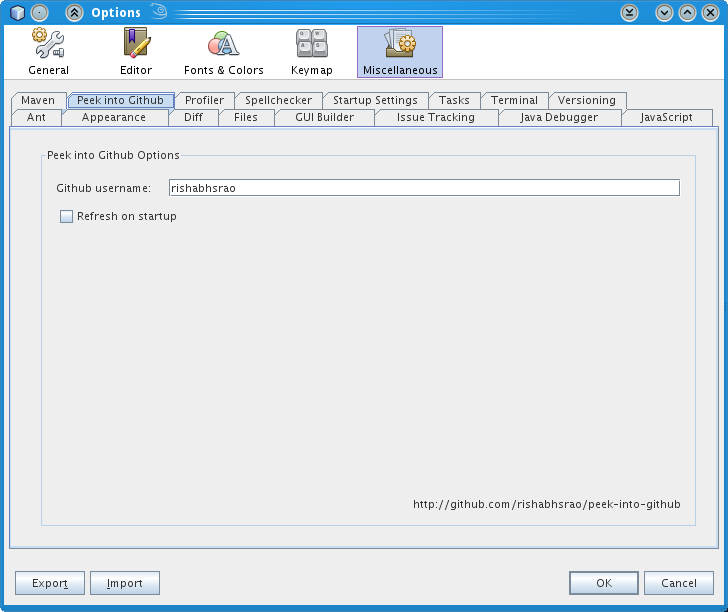 Options
General Editor Fonts & Colors Keymap Miscellaneous
Maven Peek into Github Profiler Spellchecker Startup Settings Tasks Terminal Versioning
Ant Appearance Diff Files GUI Builder Issue Tracking Java Debugger JavaScript
Peek into Github Options
Github username: rishabhsrao
Refresh on startup
http://github.com/rishabhsrao/peek-into-github
Export Import OK Cancel